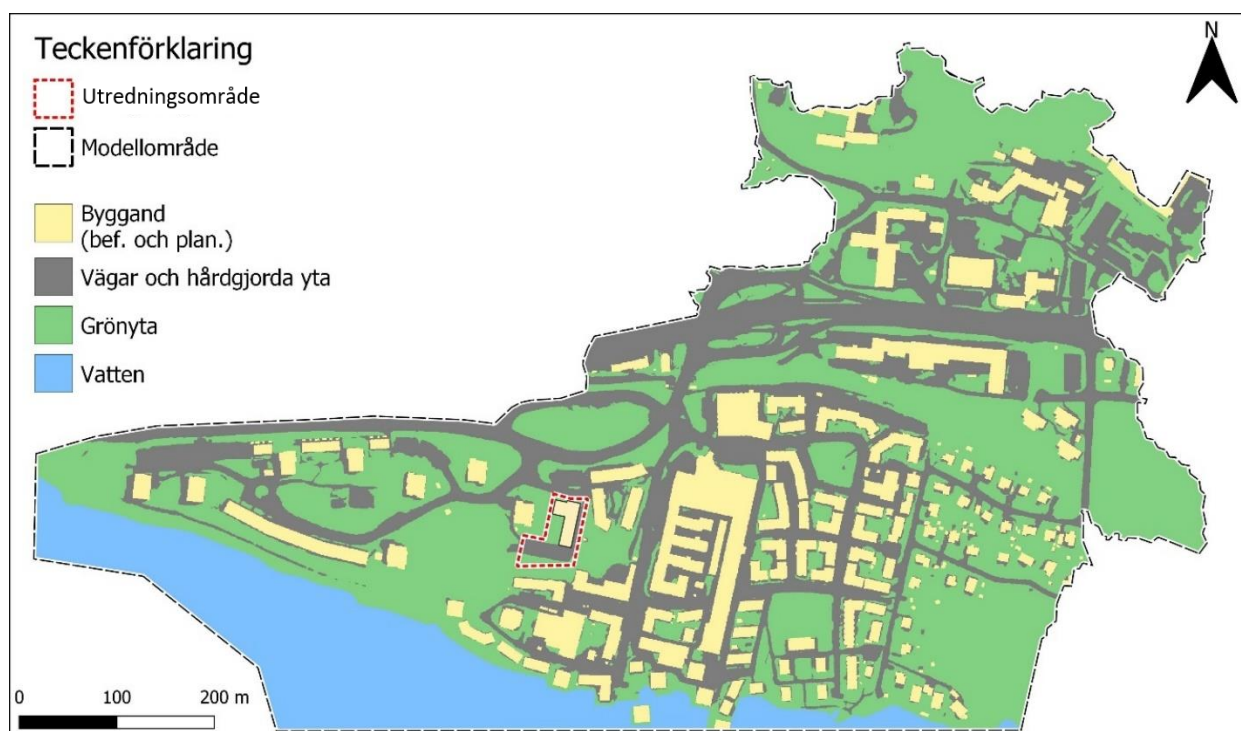 Teckenförklaring
Utredningsområde
Modellområde
Byggand
(bef. och plan.)
Vägar och hårdgjorda yta
Grönyta
Vatten
N
0 100 200 m